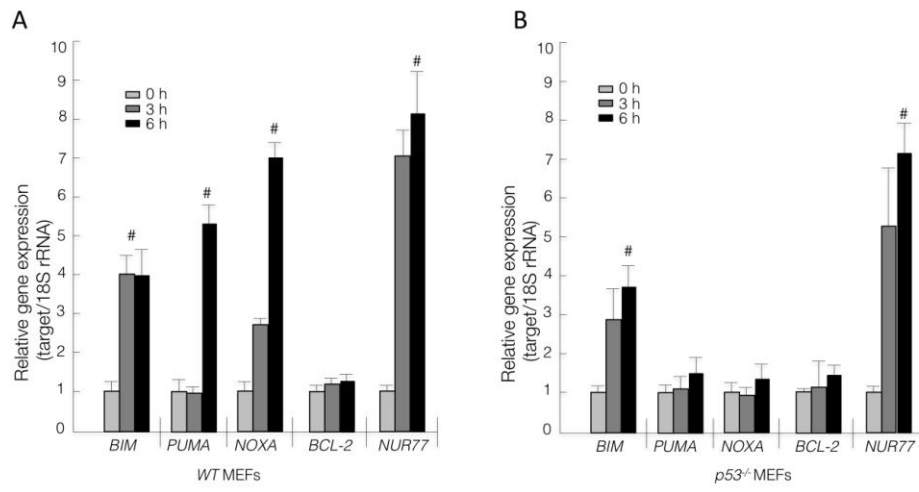 A
Relative gene expression
(target/18S rRNA)
10
9
8
7
6
5
4
3
2
1
0
0 h
3 h
6 h
#
#
#
#
BIM
PUMA
NOXA
BCL-2
NUR77
WT MEFs
B
Relative gene expression
(target/18S rRNA)
10
9
8
7
6
5
4
3
2
1
0
0 h
3 h
6 h
#
#
BIM
PUMA
NOXA
BCL-2
NUR77
p53-/- MEFs